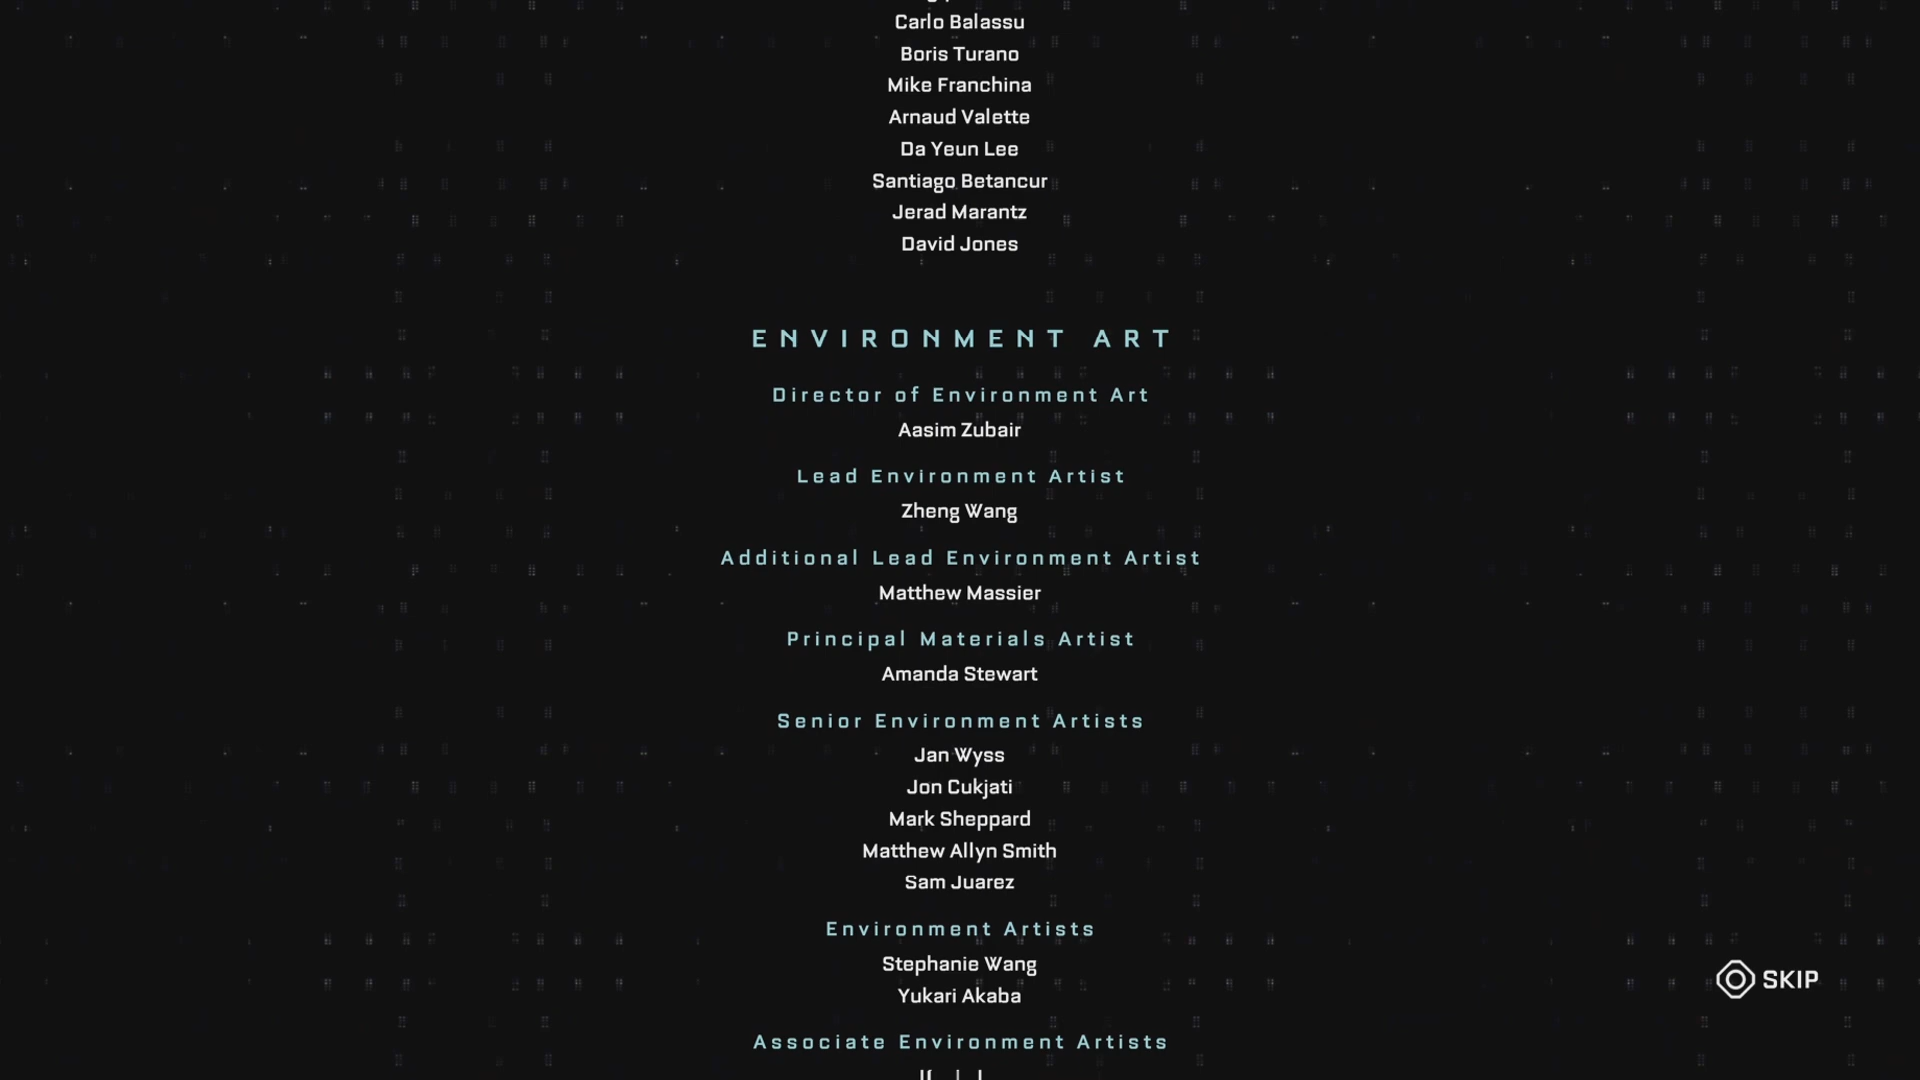 Carlo Balassu
Boris Turano
Mike Franchina
Arnaud Valette
Da Yeun Lee
Santiago Betancur
Jerad Marantz
David Jones
ENVIRONMENT ART
Director of Environment Art
Aasim Zubair
Lead Environment Artist
Zheng Wang
Additional Lead Environment Artist
Matthew Massier
Principal Materials Artist
Amanda Stewart
Senior Environment Artists
Jan Wyss
Jon Cukjati
Mark Sheppard
Matthew Allyn Smith
Sam Juarez
Environment Artists
Stephanie Wang
Yukari Akaba
SKIP
Associate Environment Artists